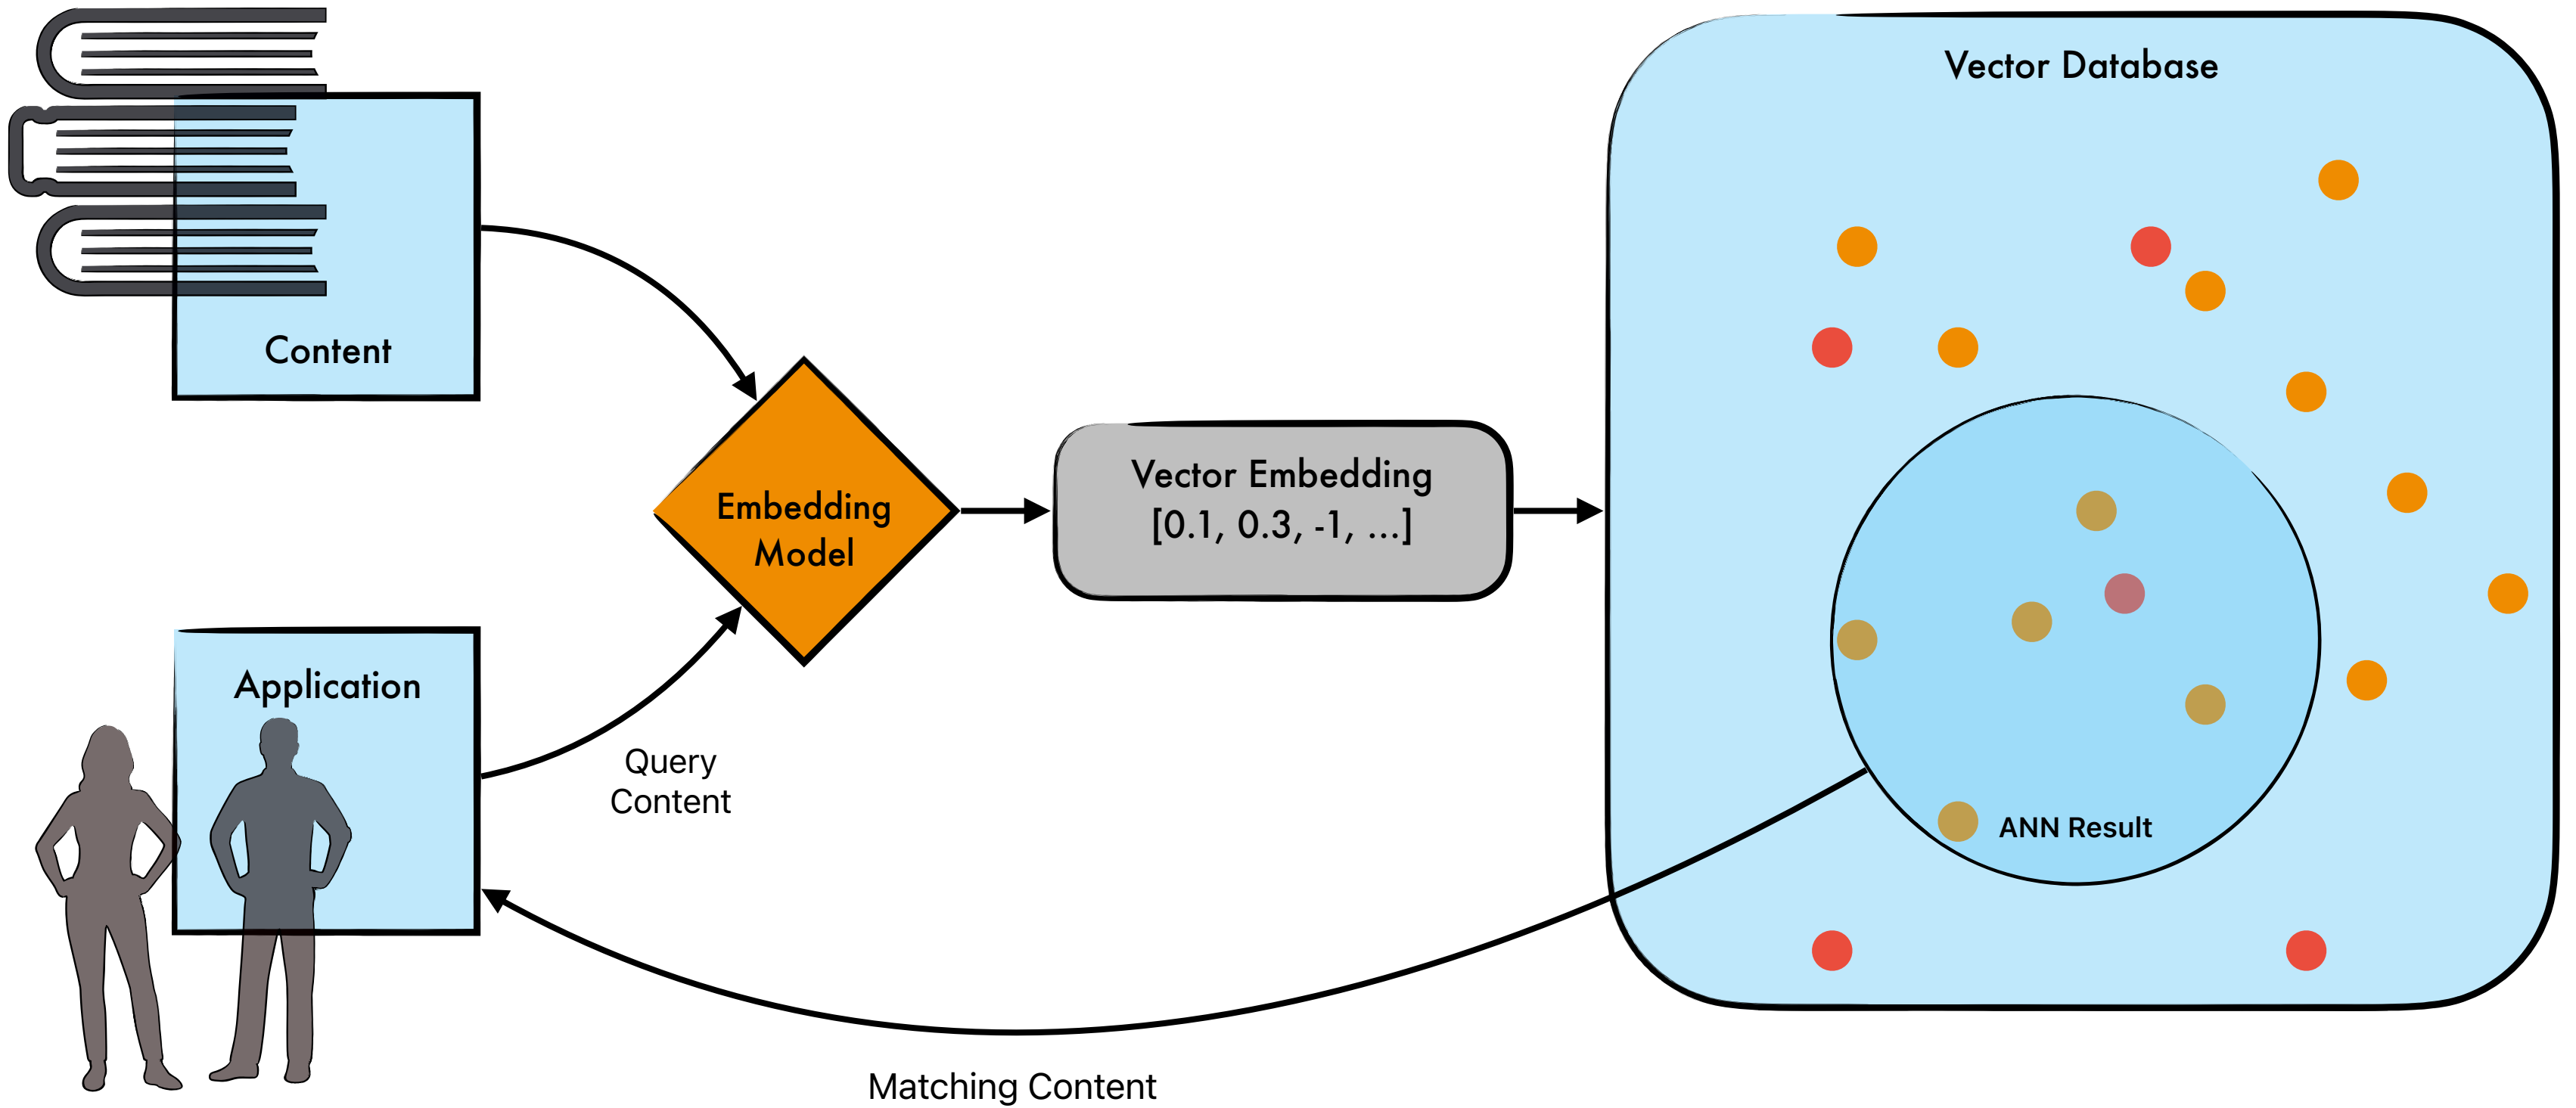 Vector Database
Content
Embedding
Model
Vector Embedding
[0.1, 0.3, -1, ...]
Application
Query
Content
ANN Result
Matching Content